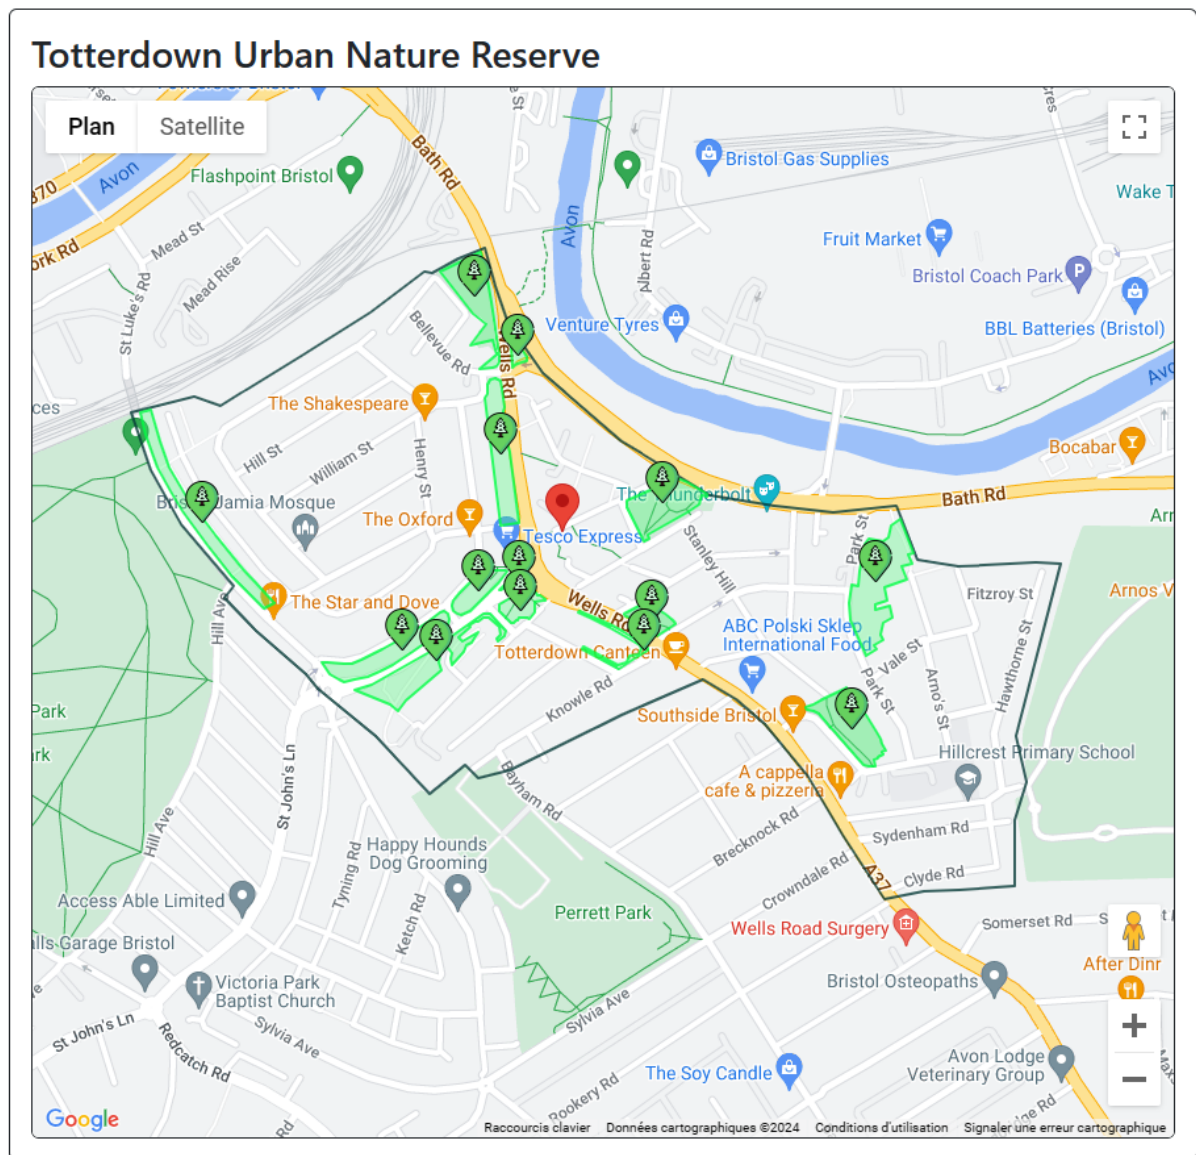 Totterdown Urban Nature Reserve
Plan
Satellite
Bath Rd
Flashpoint Bristol
Bristol Gas Supplies
Avon
Avon
Wake T
Mead St
Albert Rd
Fruit Market
Bristol Coach Park
P
Mead Rise
St Luke's Rd
Venture Tyres
BBL Batteries (Bristol)
Bellevue Rd
Wells Rd
The Shakespeare
Hill St
William St
Henry St
Bocabar
Bath Rd
The Thunderbolt
Jamia Mosque
The Oxford
Tesco Express
Stanley Hill
Park St
Fitzroy St
Arnos V
The Star and Dove
Wells Rd
Hill Ave
ABC Polski Sklep
International Food
Totterdown Canteen
Vale St
Hawthorne St
Knowle Rd
Park St
Arno's St
Park
Southside Bristol
Hillcrest Primary School
St John's Ln
A cappella
cafe & pizzeria
Bayham Rd
Hill Ave
Brecknock Rd
Sydenham Rd
Happy Hounds
Dog Grooming
Tyning Rd
Crowndale Rd
A37
Clyde Rd
Access Able Limited
Ketch Rd
Perrett Park
Wells Road Surgery
Somerset Rd
alls Garage Bristol
After Dinr
Victoria Park
Baptist Church
Bristol Osteopaths
Sylvia Ave
St John's Ln
Redcatch Rd
Sylvia Ave
Avon Lodge
Veterinary Group
The Soy Candle
Rookery Rd
Google
Raccourcis clavier
Données cartographiques ©2024
Conditions d'utilisation
Signaler une erreur cartographique